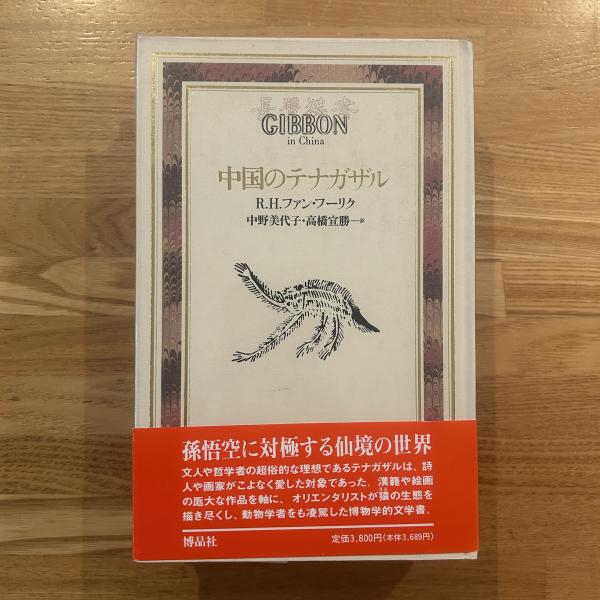 GIBBON
in China
中国のテナガザル
R.H.ファン・フーリク
中野美代子・高橋宣勝―訳
孫悟空に対極する仙境の世界
文人や哲学者の超俗的な理想であるテナガザルは、詩
人や画家がこよなく愛した対象であった。漢籍や絵画
の厖大な作品を軸に、オリエンタリストが猿の生態を
描き尽くし、動物学者をも凌駕した博物学的文学書。
博品社
定価3,800円(本体3,689円)